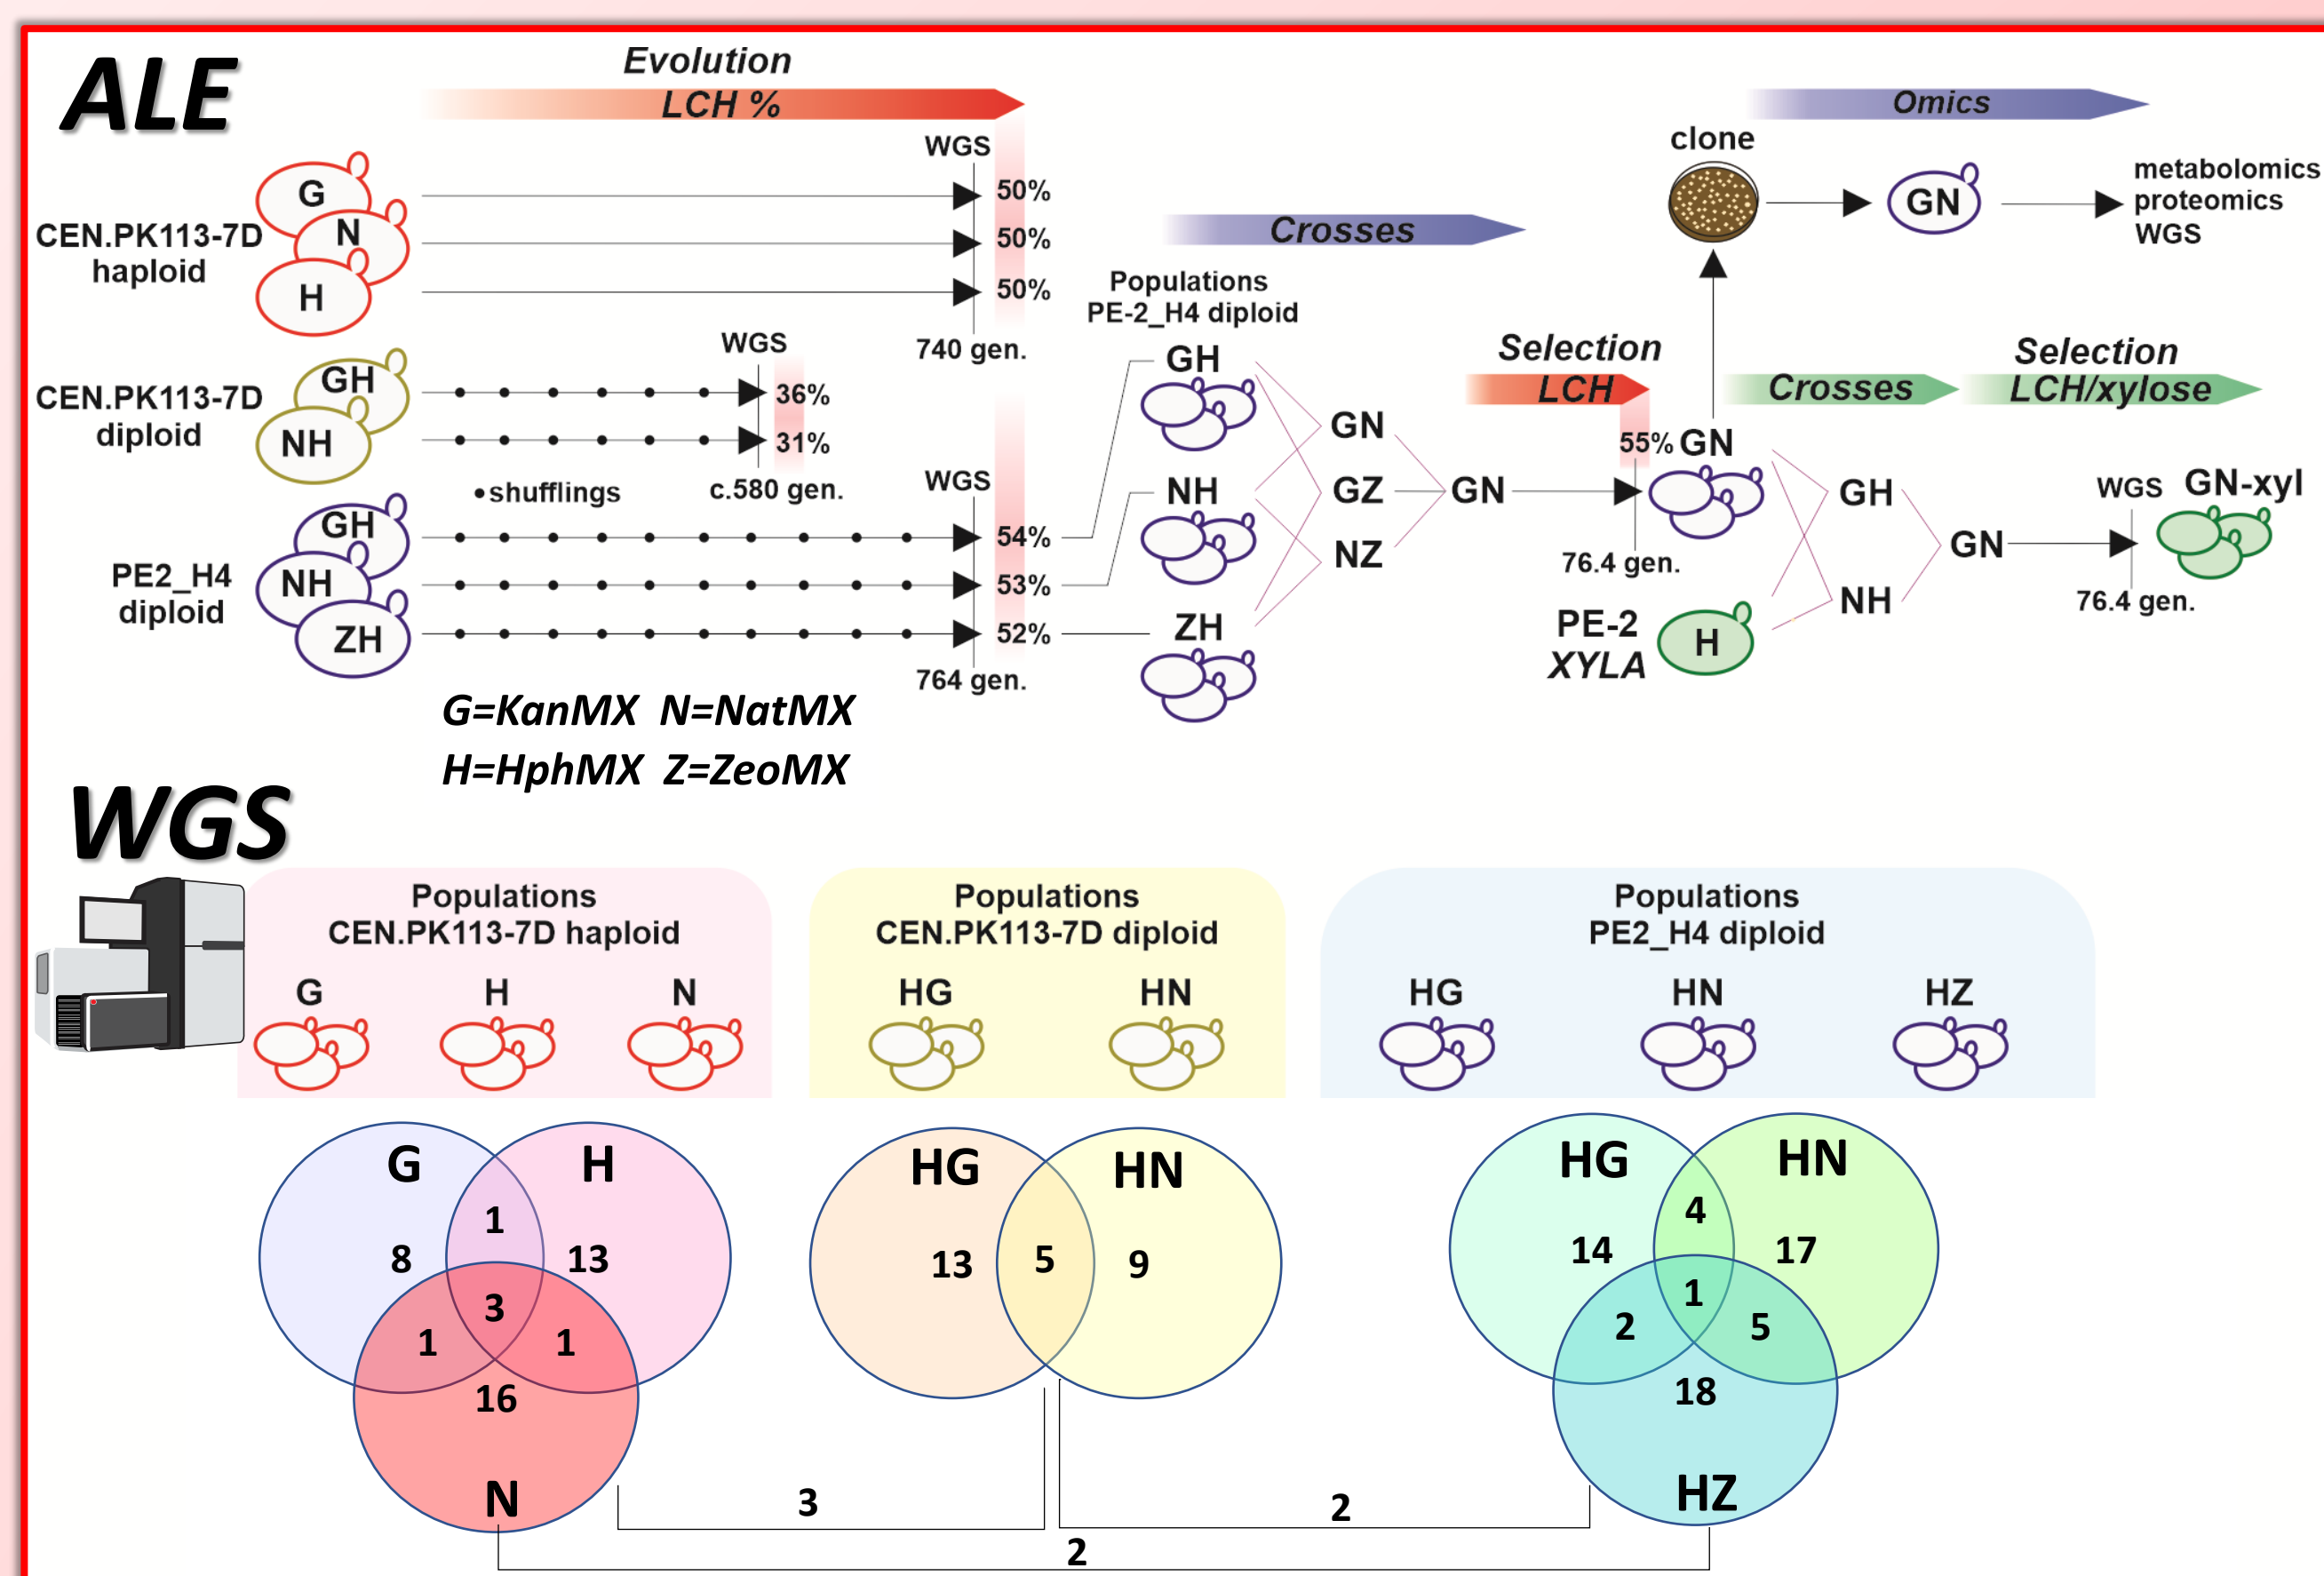 ALE
Evolution
LCH %
WGS
50%
50%
50%
740 gen.
CEN.PK113-7D
haploid
G
N
H
CEN.PK113-7D
diploid
GH
NH
WGS
36%
31%
c.580 gen.
•shufflings
PE2_H4
diploid
GH
NH
ZH
WGS
54%
53%
52%
764 gen.
G=KanMX N=NatMX
H=HphMX Z=ZeoMX
Crosses
Populations
PE-2_H4 diploid
GH
NH
ZH
GN
GZ
NZ
GN
Selection
LCH
55% GN
76.4 gen.
clone
Omics
GN
metabolomics
proteomics
WGS
Crosses
Selection
LCH/xylose
PE-2
XYLA
H
GH
NH
GN
WGS
GN-xyl
76.4 gen.
WGS
Populations
CEN.PK113-7D haploid
G H N
Populations
CEN.PK113-7D diploid
HG HN
Populations
PE2_H4 diploid
HG HN HZ
G H
1
8 13
3
1 1
16
N
HG HN
13 5 9
HG HN
4
14 17
1
2 5
18
HZ
3
2
2